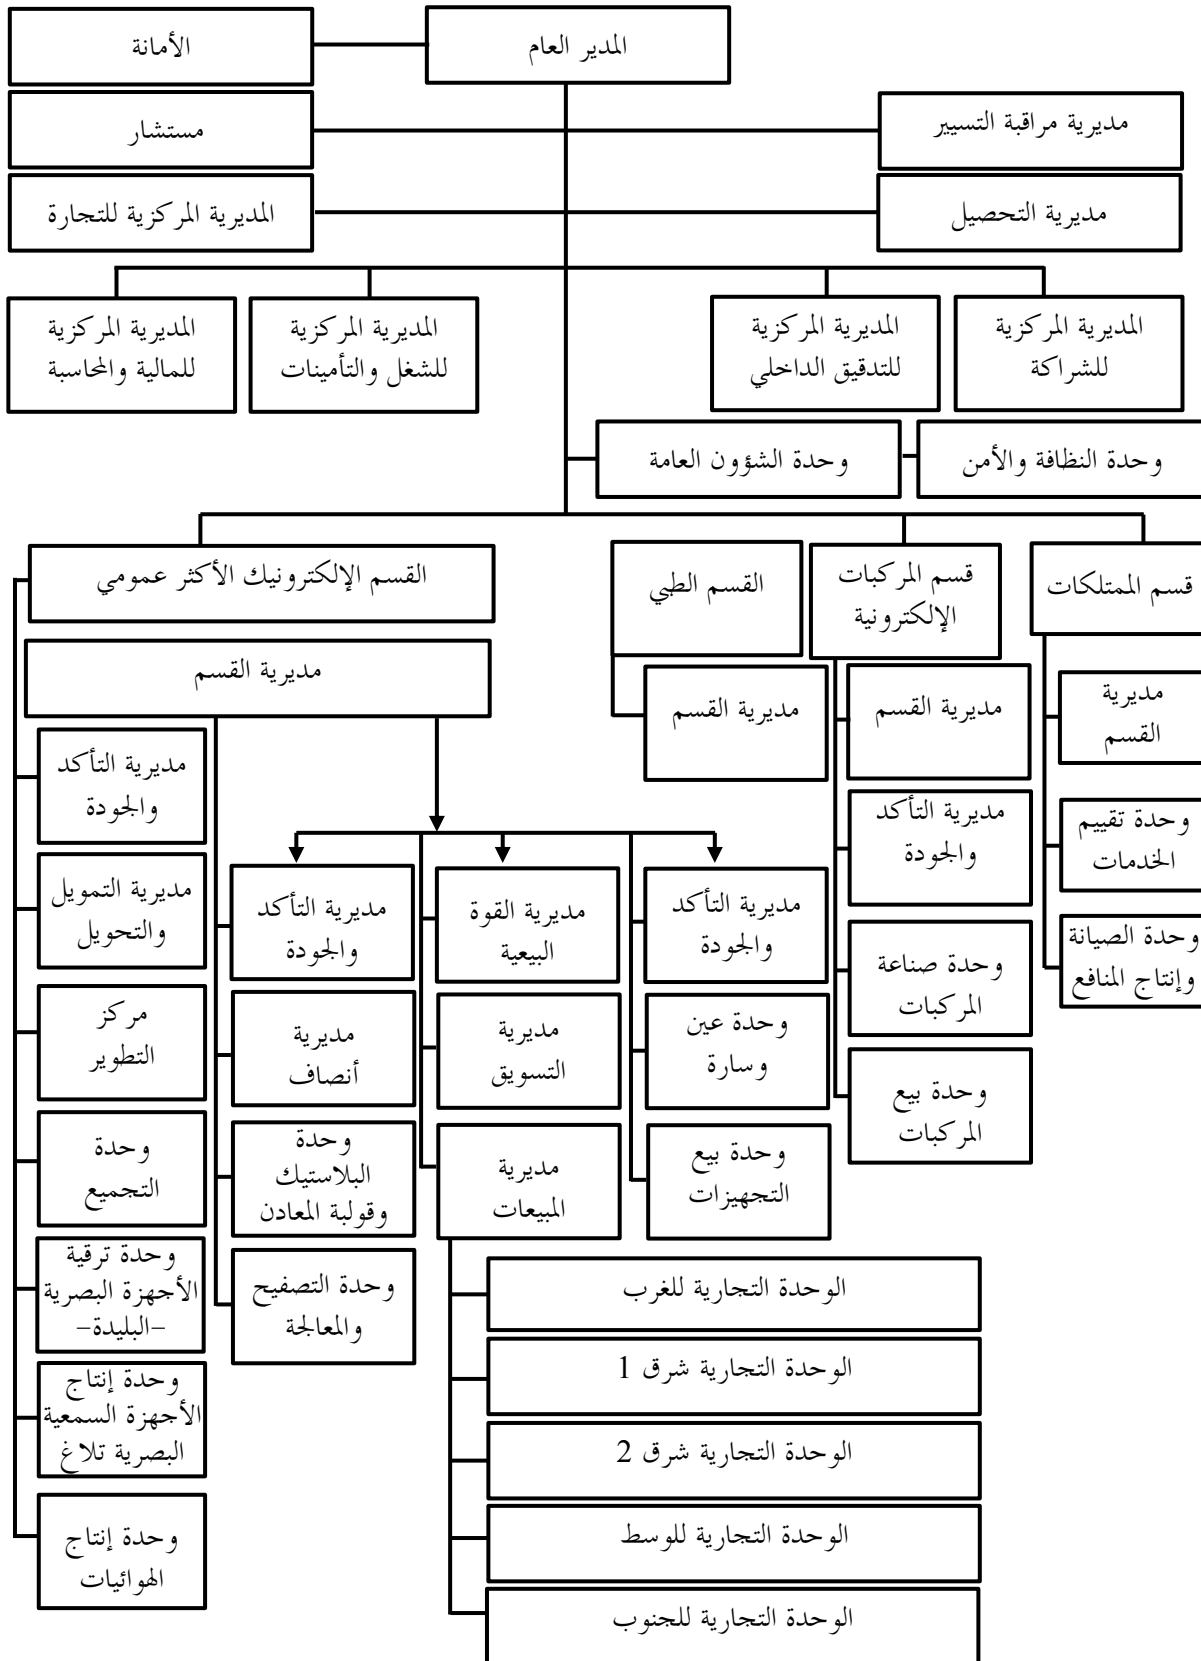 المدير العام
الأمانة
مديرية مراقبة التسيير
مستشار
مديرية التحصيل
المديرية المركزية للتجارة
المديرية المركزية
للشراكة
المديرية المركزية
للتدقيق الداخلي
المديرية المركزية
للشغل والتأمينات
المديرية المركزية
للمالية والمحاسبة
وحدة النظافة والأمن
وحدة الشؤون العامة
قسم الممتلكات
مديرية
القسم
وحدة تقييم
الخدمات
وحدة الصيانة
وإنتاج المنافع
قسم المركبات
الإلكترونية
مديرية القسم
مديرية التأكد
والجودة
وحدة صناعة
المركبات
وحدة بيع
المركبات
القسم الطبي
مديرية القسم
القسم الإلكترونيك الأكثر عمومي
مديرية القسم
مديرية التأكد
والجودة
وحدة عين
وسارة
وحدة بيع
التجهيزات
مديرية القوة
البيعية
مديرية
التسويق
مديرية
المبيعات
مديرية التأكد
والجودة
مديرية
أنصاف
وحدة
البلاستيك
وقولبة المعادن
وحدة التصفيح
والمعالجة
مديرية التأكد
والجودة
مديرية التمويل
والتحويل
مركز
التطوير
وحدة
التجميع
وحدة ترقية
الأجهزة البصرية
-البليدة-
وحدة إنتاج
الأجهزة السمعية
البصرية تلاغ
وحدة إنتاج
الهوائيات
الوحدة التجارية للغرب
الوحدة التجارية شرق 1
الوحدة التجارية شرق 2
الوحدة التجارية للوسط
الوحدة التجارية للجنوب